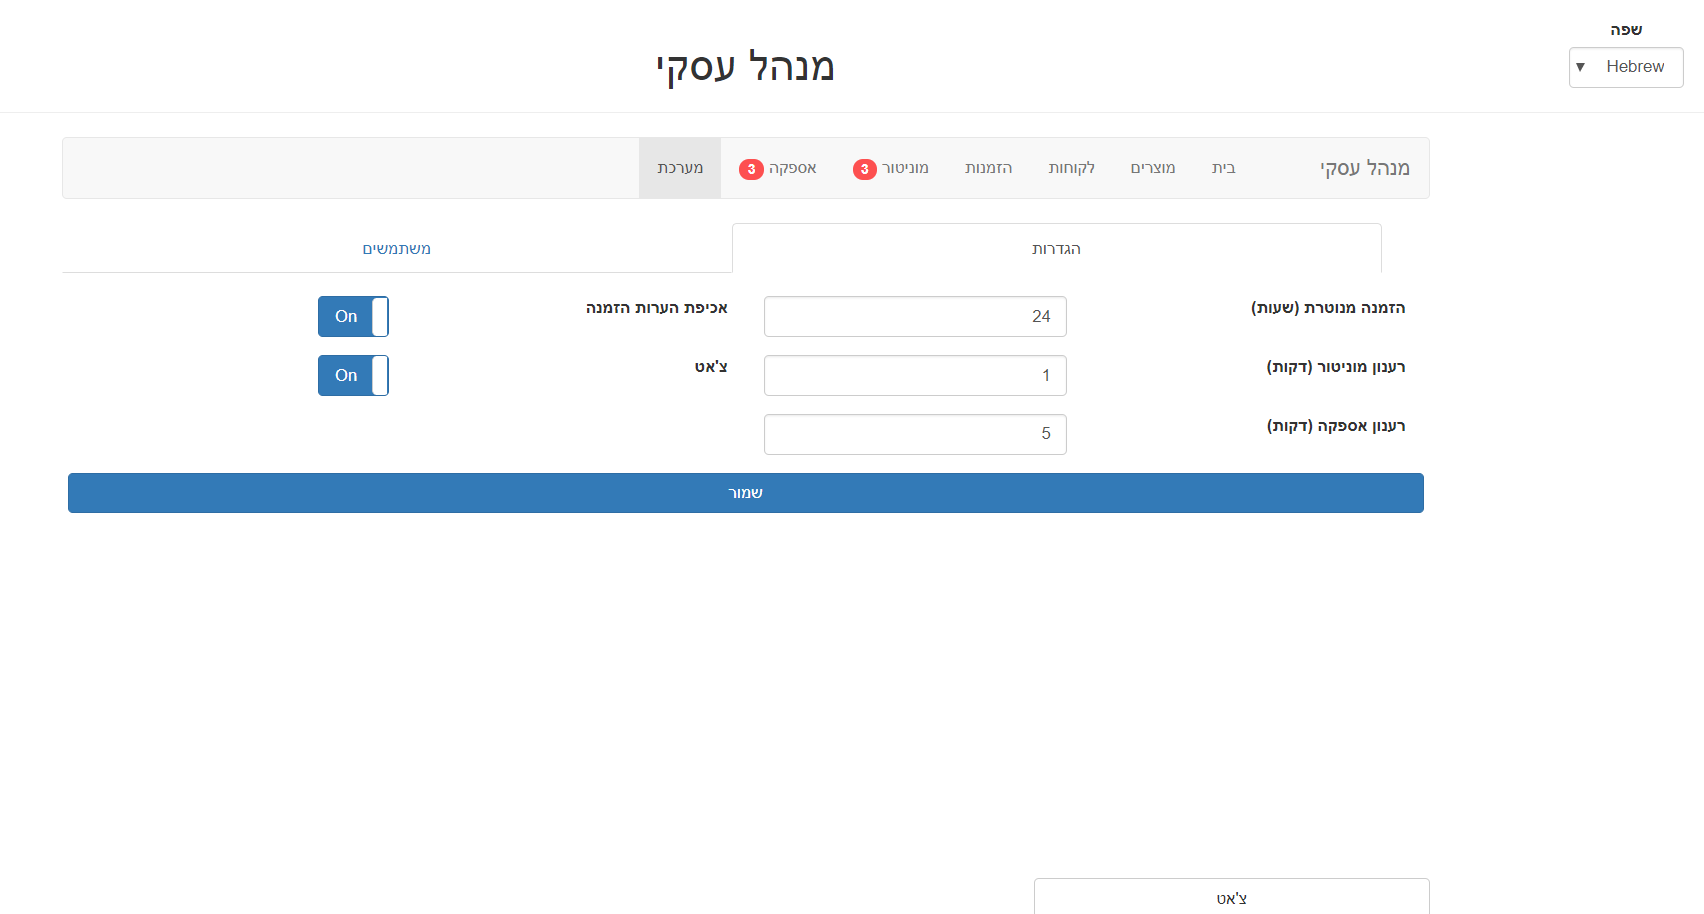 שפה
Hebrew
מנהל עסקי
מנהל עסקי בית מוצרים לקוחות הזמנות מוניטור 3 אספקה 3 מערכת
הגדרות משתמשים
הזמנה מנוטרת (שעות) 24 אכיפת הערות הזמנה On
רענון מוניטור (דקות) 1 צ'אט On
רענון אספקה (דקות) 5
שמור
צ'אט